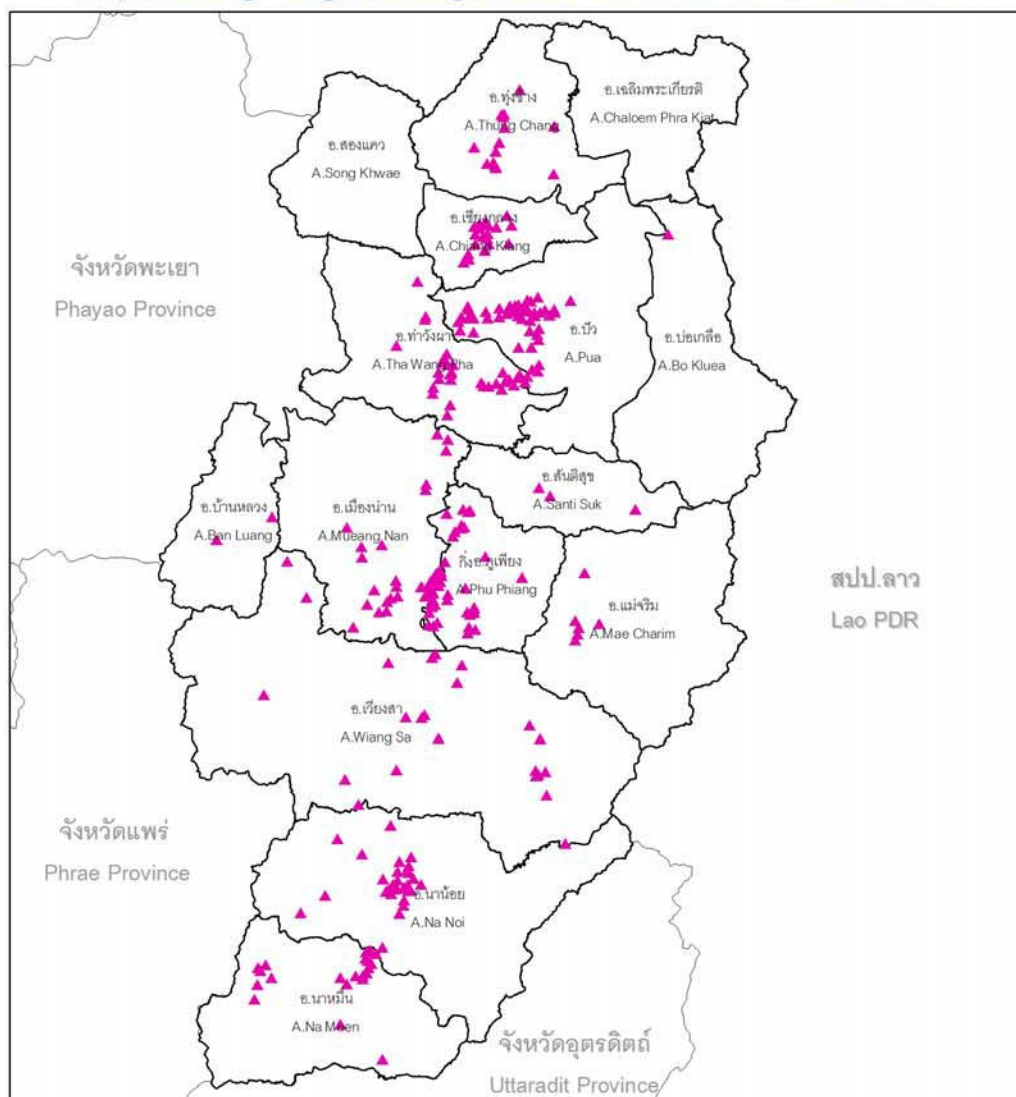 อ.ทุ่งช้าง
A.Thung Chang
อ.เฉลิมพระเกียรติ
A.Chaloem Phra Kiat
อ.สองแคว
A.Song Khwae
อ.เชียงกลาง
A.Chiang Klang
จังหวัดพะเยา
Phayao Province
อ.ท่าวังผา
A.Tha Wang Pha
อ.ปัว
A.Pua
อ.บ่อเกลือ
A.Bo Kluea
อ.สันติสุข
A.Santi Suk
อ.บ้านหลวง
A.Ban Luang
อ.เมืองน่าน
A.Mueang Nan
กิ่งอ.ภูเพียง
A.Phu Phiang
อ.แม่จริม
A.Mae Charim
สปป.ลาว
Lao PDR
อ.เวียงสา
A.Wiang Sa
จังหวัดแพร่
Phrae Province
อ.นาน้อย
A.Na Noi
อ.นาหมื่น
A.Na Muen
จังหวัดอุตรดิตถ์
Uttaradit Province